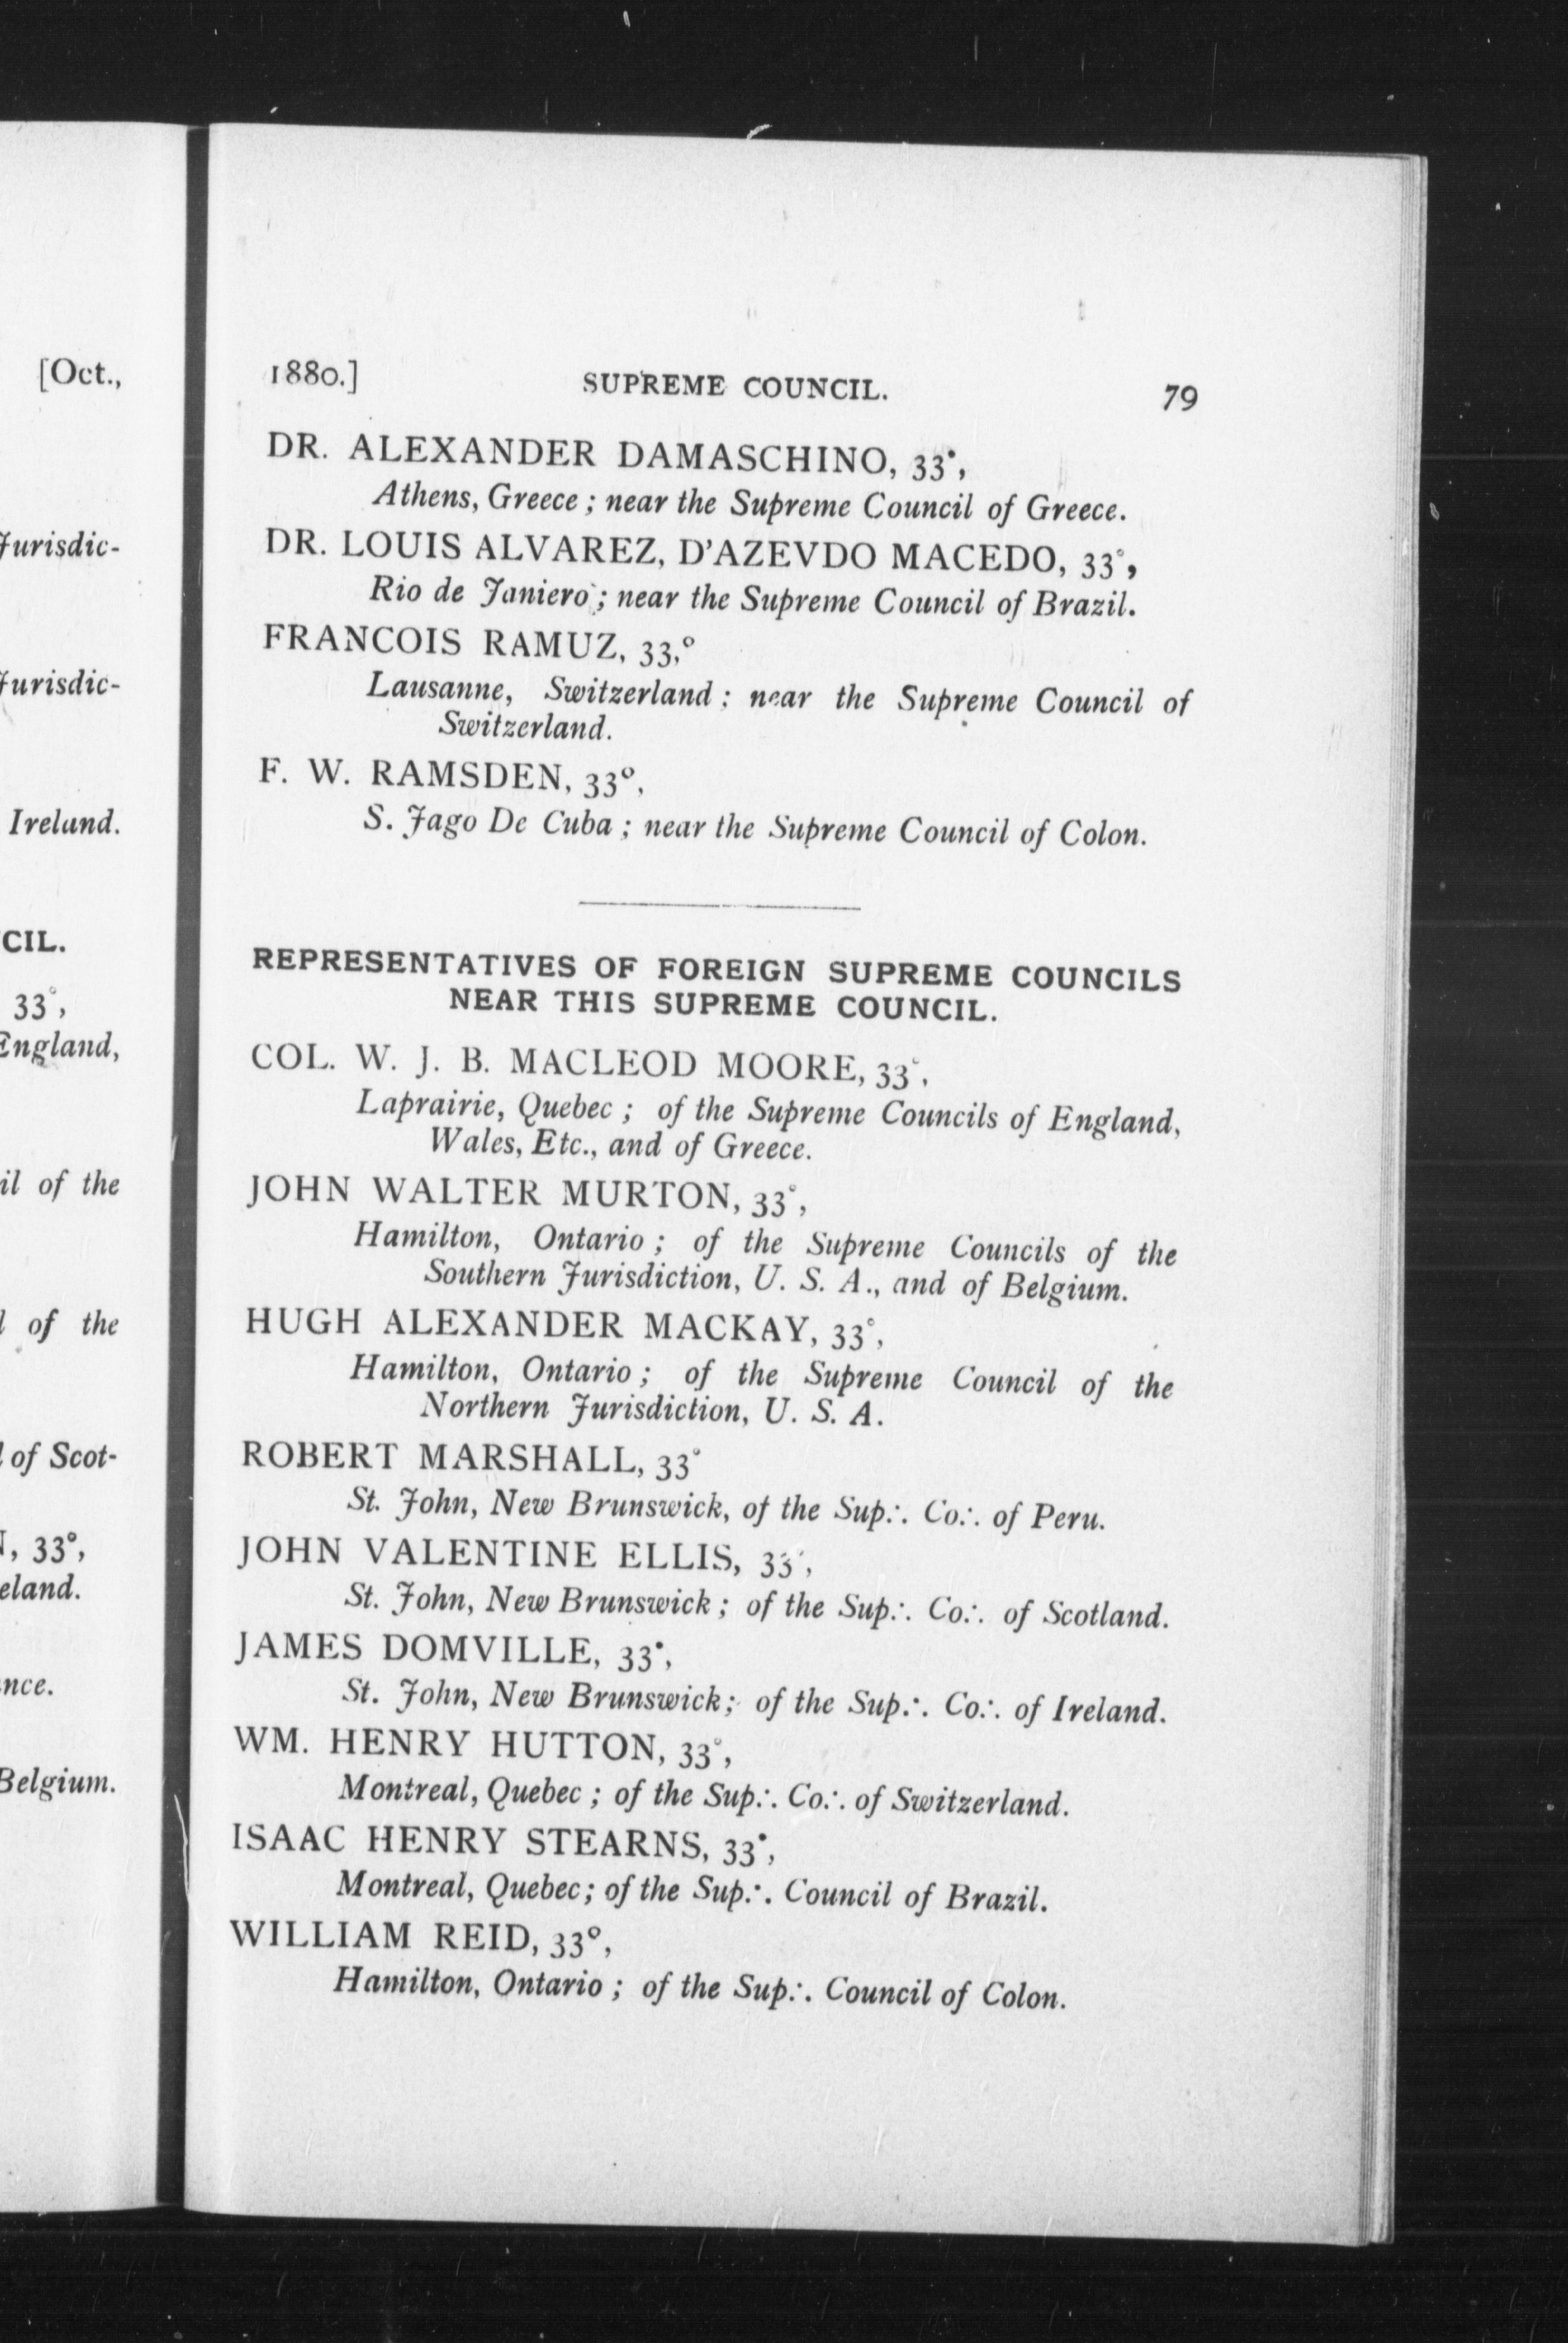 [Oct.,
Jurisdic-
Jurisdic-
Ireland.
CIL.
33°,
England,
il of the
l of the
l of Scot-
33°,
eland.
nce.
Belgium.
1880.] SUPREME COUNCIL. 79
DR. ALEXANDER DAMASCHINO, 33°,
Athens, Greece ; near the Supreme Council of Greece.
DR. LOUIS ALVAREZ, D'AZEVDO MACEDO, 33°,
Rio de Janiero ; near the Supreme Council of Brazil.
FRANCOIS RAMUZ, 33,°
Lausanne, Switzerland ; near the Supreme Council of
Switzerland.
F. W. RAMSDEN, 33°,
S. Jago De Cuba ; near the Supreme Council of Colon.
REPRESENTATIVES OF FOREIGN SUPREME COUNCILS
NEAR THIS SUPREME COUNCIL.
COL. W. J. B. MACLEOD MOORE, 33°,
Laprairie, Quebec ; of the Supreme Councils of England,
Wales, Etc., and of Greece.
JOHN WALTER MURTON, 33°,
Hamilton, Ontario ; of the Supreme Councils of the
Southern Jurisdiction, U. S. A., and of Belgium.
HUGH ALEXANDER MACKAY, 33°,
Hamilton, Ontario ; of the Supreme Council of the
Northern Jurisdiction, U. S. A.
ROBERT MARSHALL, 33°
St. John, New Brunswick, of the Sup∴ Co∴ of Peru.
JOHN VALENTINE ELLIS, 33°,
St. John, New Brunswick ; of the Sup∴ Co∴ of Scotland.
JAMES DOMVILLE, 33°,
St. John, New Brunswick; of the Sup∴ Co∴ of Ireland.
WM. HENRY HUTTON, 33°,
Montreal, Quebec ; of the Sup∴ Co∴ of Switzerland.
ISAAC HENRY STEARNS, 33°,
Montreal, Quebec; of the Sup∴ Council of Brazil.
WILLIAM REID, 33°,
Hamilton, Ontario ; of the Sup∴ Council of Colon.